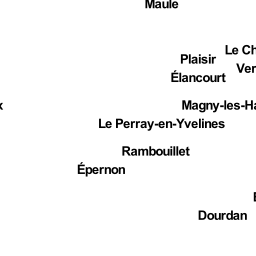 Maule
Le Ch
Plaisir
Ver
Élancourt
x
Magny-les-Ha
Le Perray-en-Yvelines
Rambouillet
Épernon
Dourdan